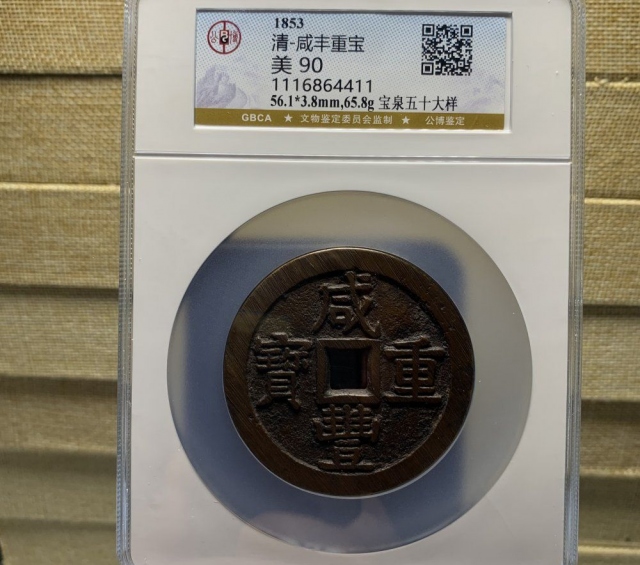 1853
清-咸丰重宝
美 90
1116864411
56.1*3.8mm,65.8g 宝泉五十大样
GBCA ★ 文物鉴定委员会监制 ★ 公博鉴定
咸
寶 重
豐